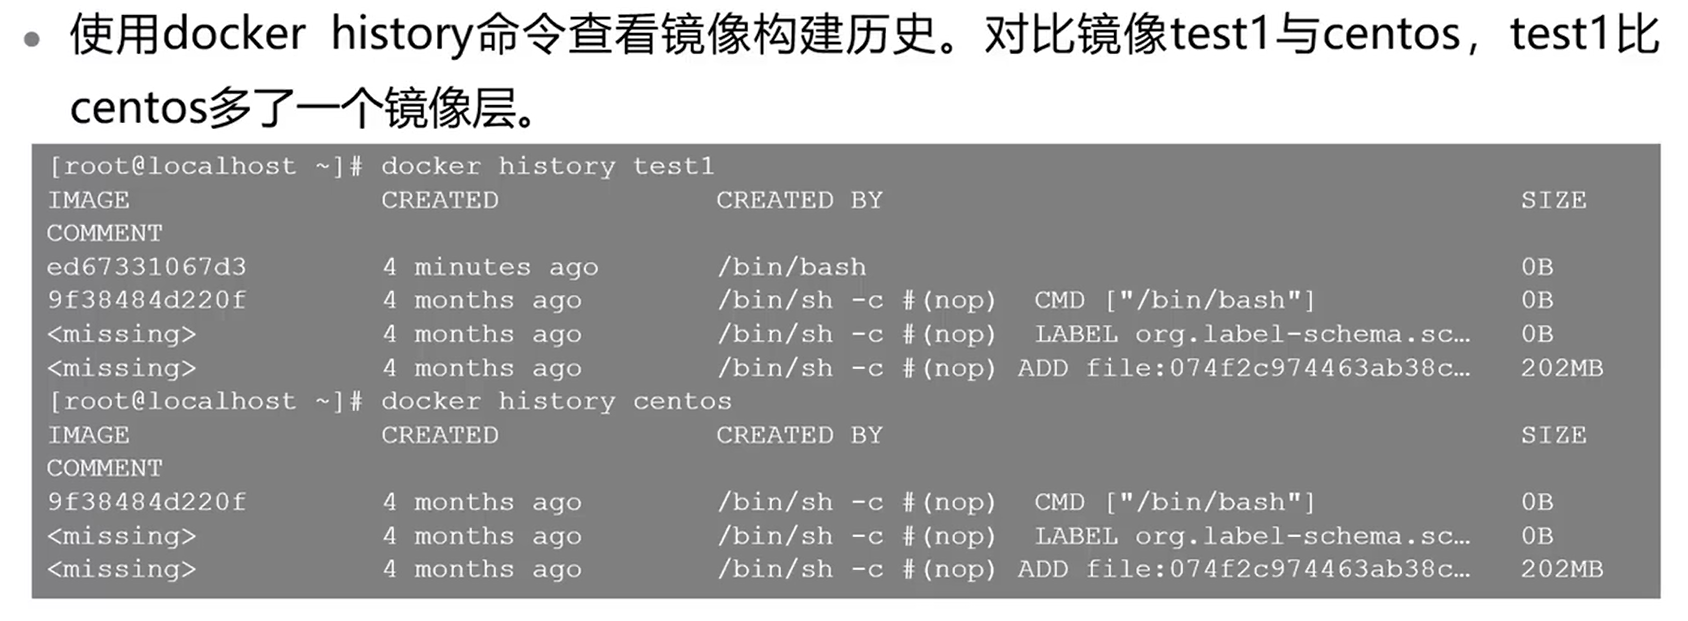 • 使用docker history命令查看镜像构建历史。对比镜像test1与centos，test1比
centos多了一个镜像层。
[root@localhost ~]# docker history test1
IMAGE CREATED CREATED BY SIZE
COMMENT
ed67331067d3 4 minutes ago /bin/bash 0B
9f38484d220f 4 months ago /bin/sh -c #(nop) CMD ["/bin/bash"] 0B
<missing> 4 months ago /bin/sh -c #(nop) LABEL org.label-schema.sc… 0B
<missing> 4 months ago /bin/sh -c #(nop) ADD file:074f2c974463ab38c… 202MB
[root@localhost ~]# docker history centos
IMAGE CREATED CREATED BY SIZE
COMMENT
9f38484d220f 4 months ago /bin/sh -c #(nop) CMD ["/bin/bash"] 0B
<missing> 4 months ago /bin/sh -c #(nop) LABEL org.label-schema.sc… 0B
<missing> 4 months ago /bin/sh -c #(nop) ADD file:074f2c974463ab38c… 202MB